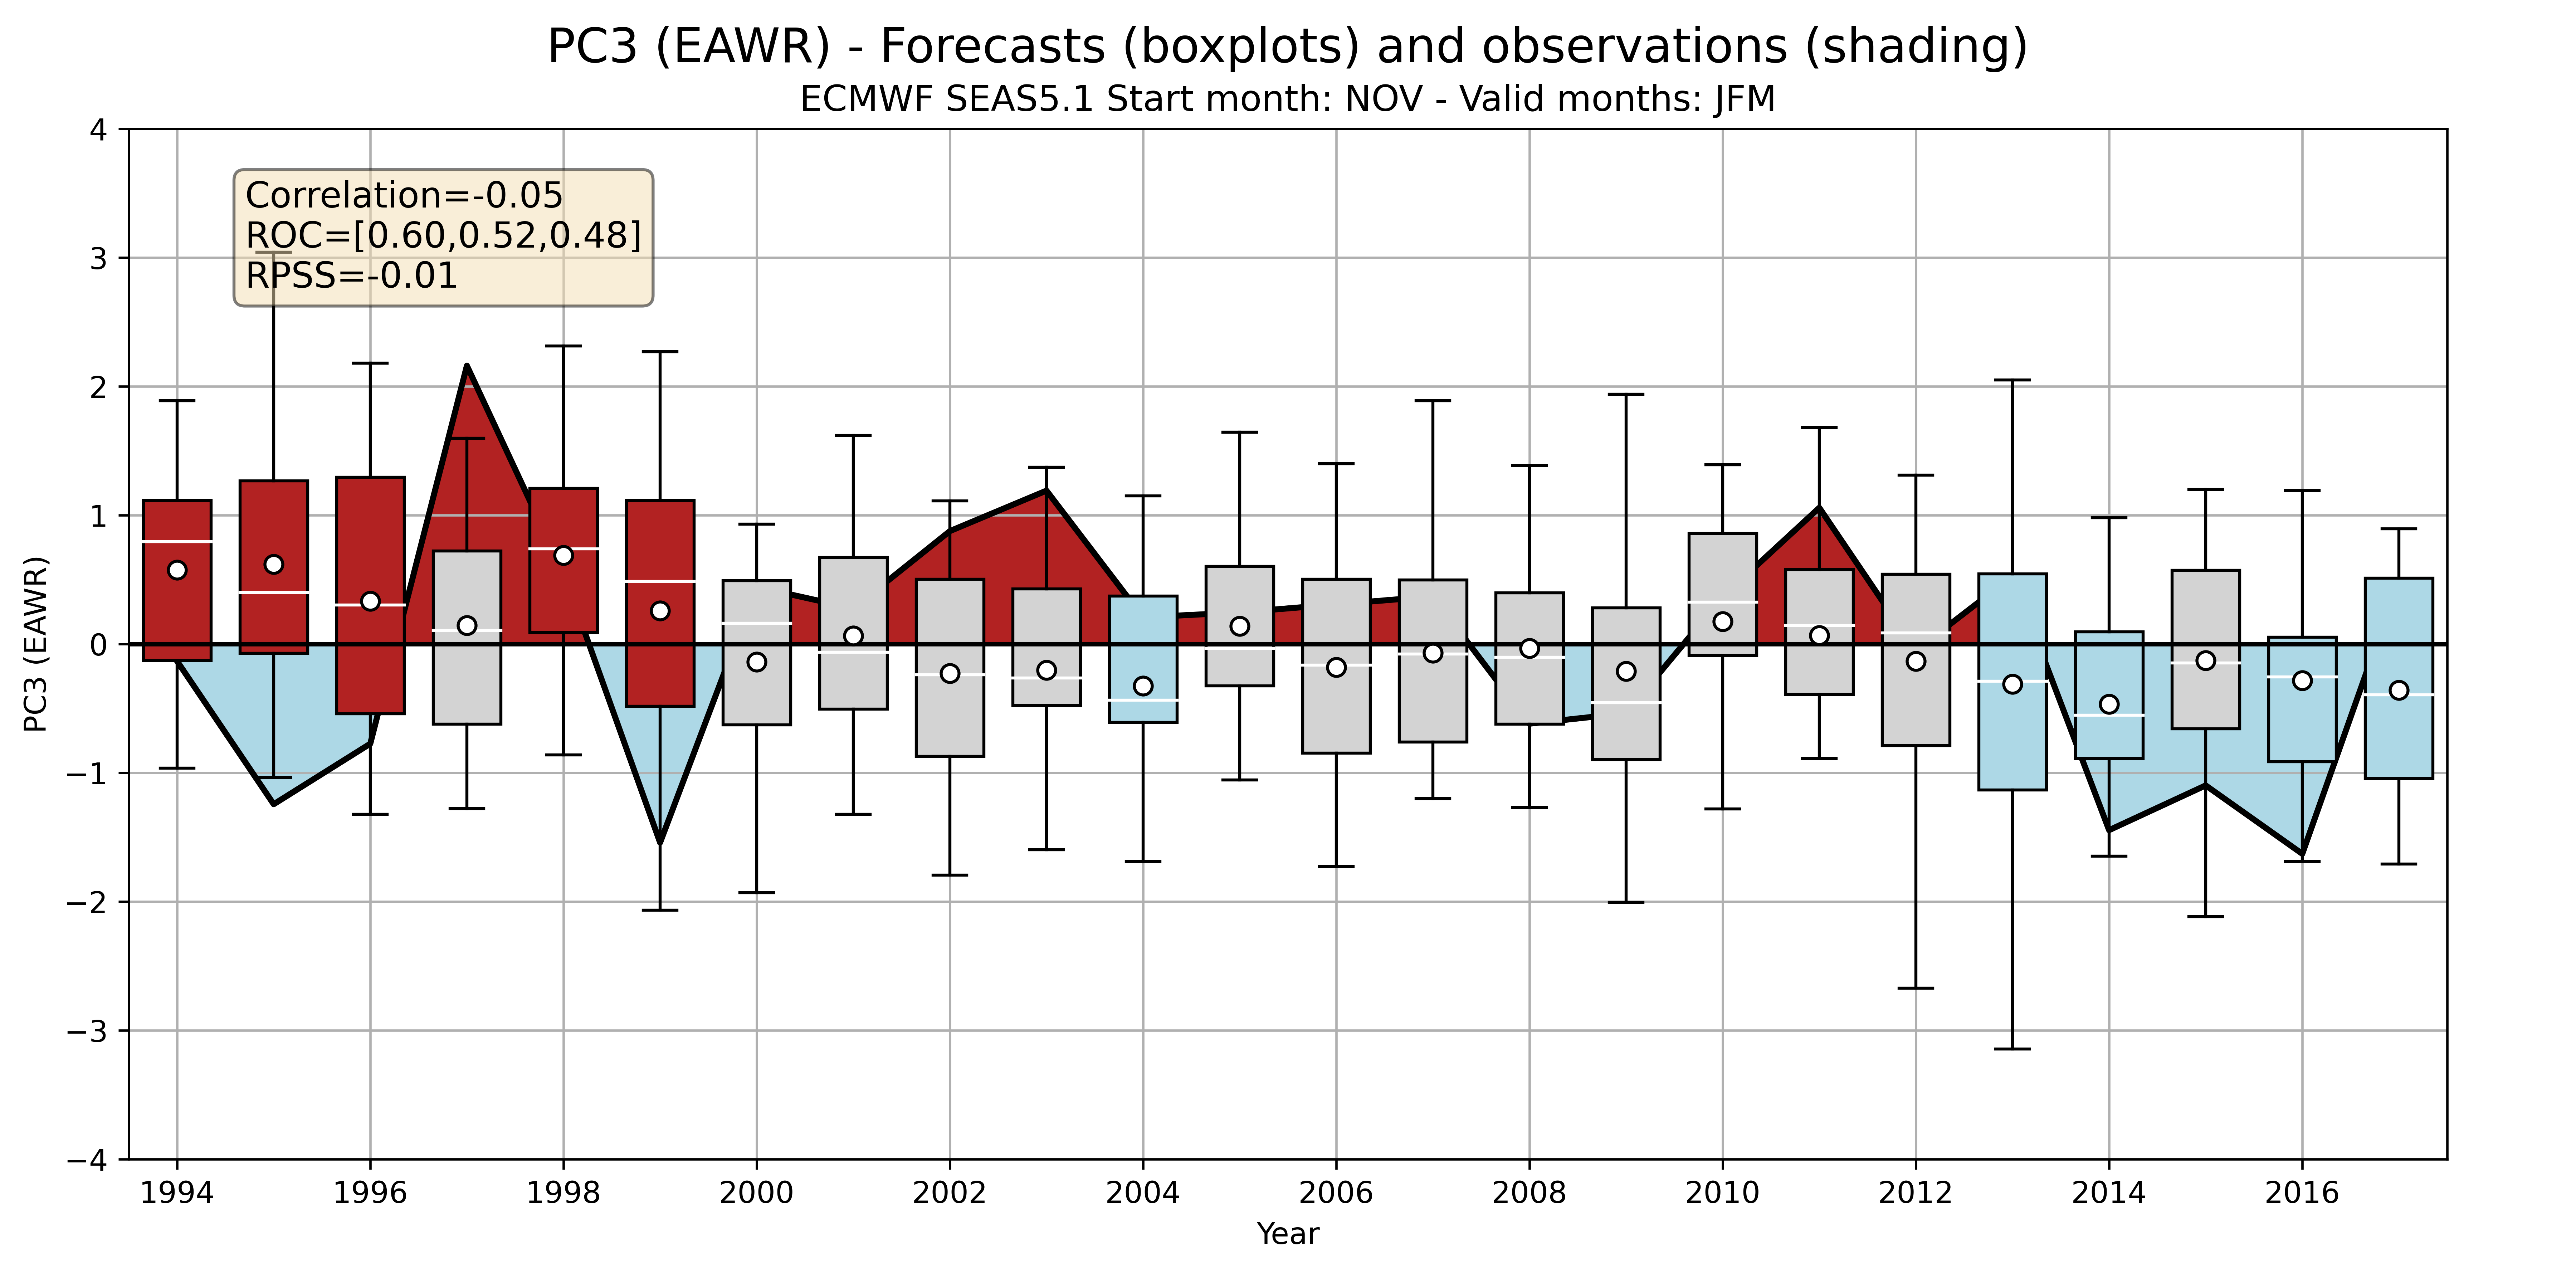 PC3 (EAWR) - Forecasts (boxplots) and observations (shading)
ECMWF SEAS5.1 Start month: NOV - Valid months: JFM
Correlation=-0.05
ROC=[0.60,0.52,0.48]
RPSS=-0.01
PC3 (EAWR)
4
3
2
1
0
−1
−2
−3
−4
1994 1996 1998 2000 2002 2004 2006 2008 2010 2012 2014 2016
Year